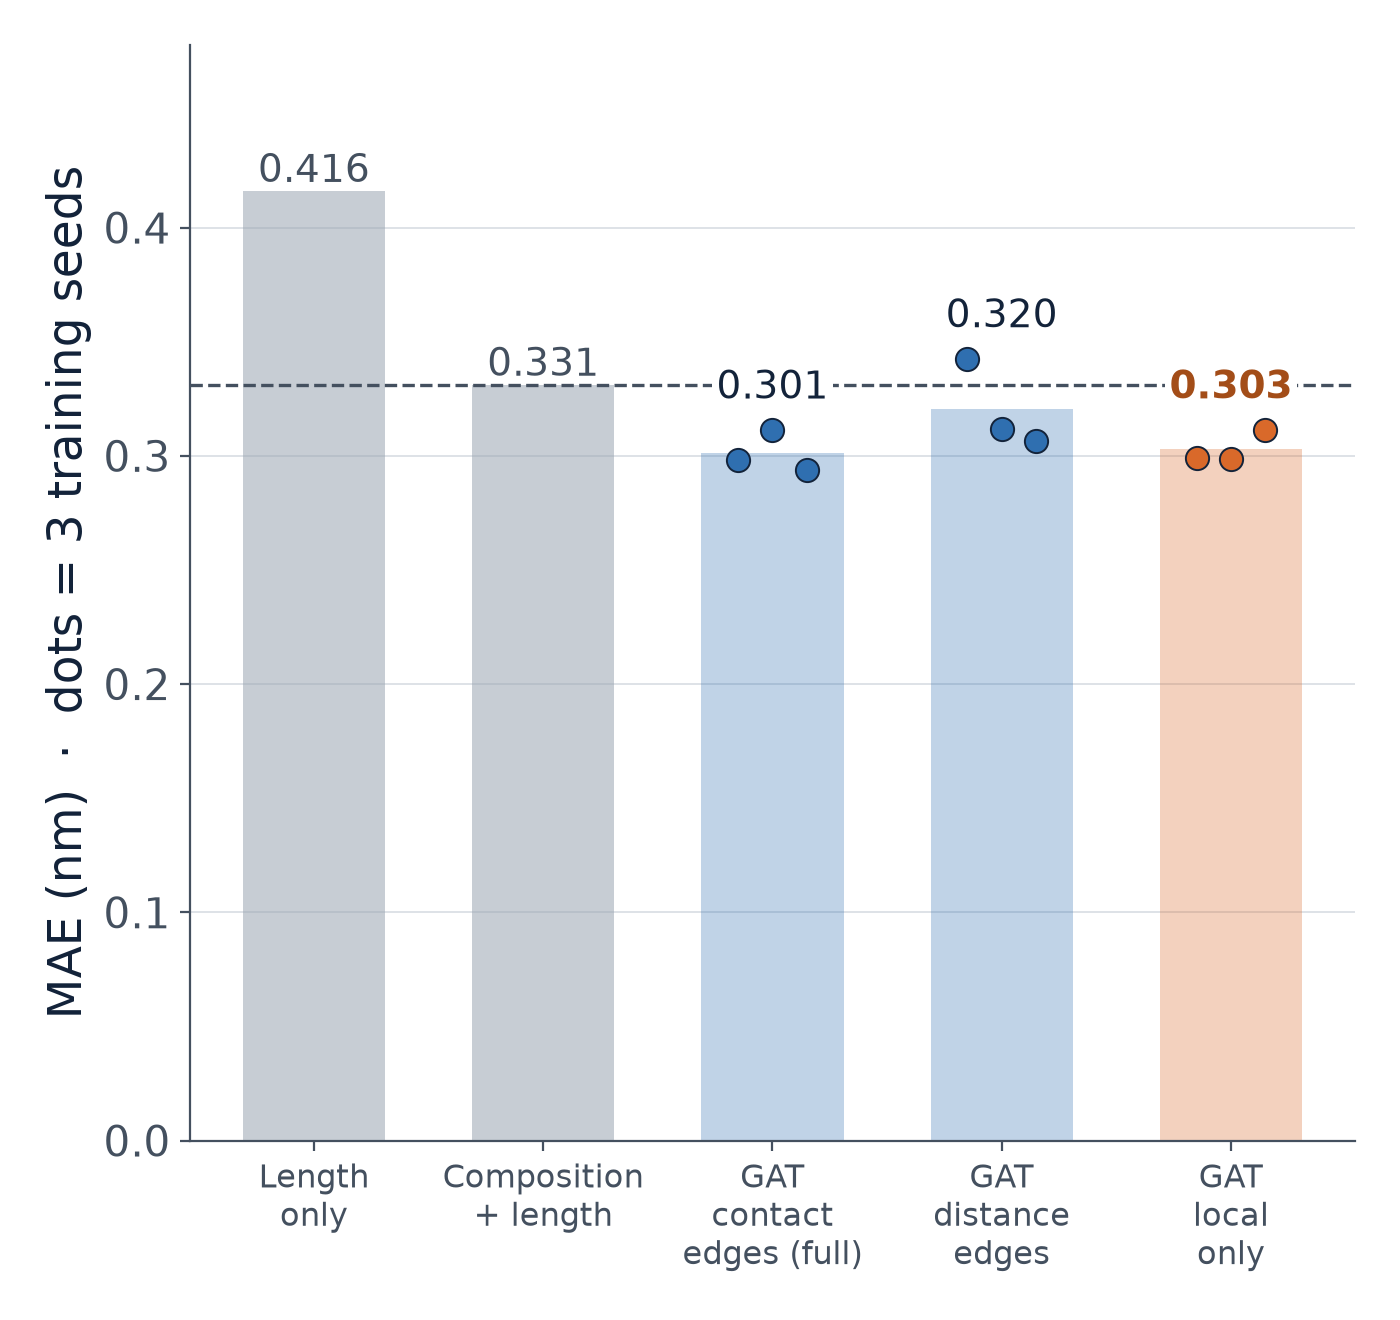 MAE (nm)  ·  dots = 3 training seeds
0.4
0.3
0.2
0.1
0.0
0.416
0.331
0.301
0.320
0.303
Length
only
Composition
+ length
GAT
contact
edges (full)
GAT
distance
edges
GAT
local
only